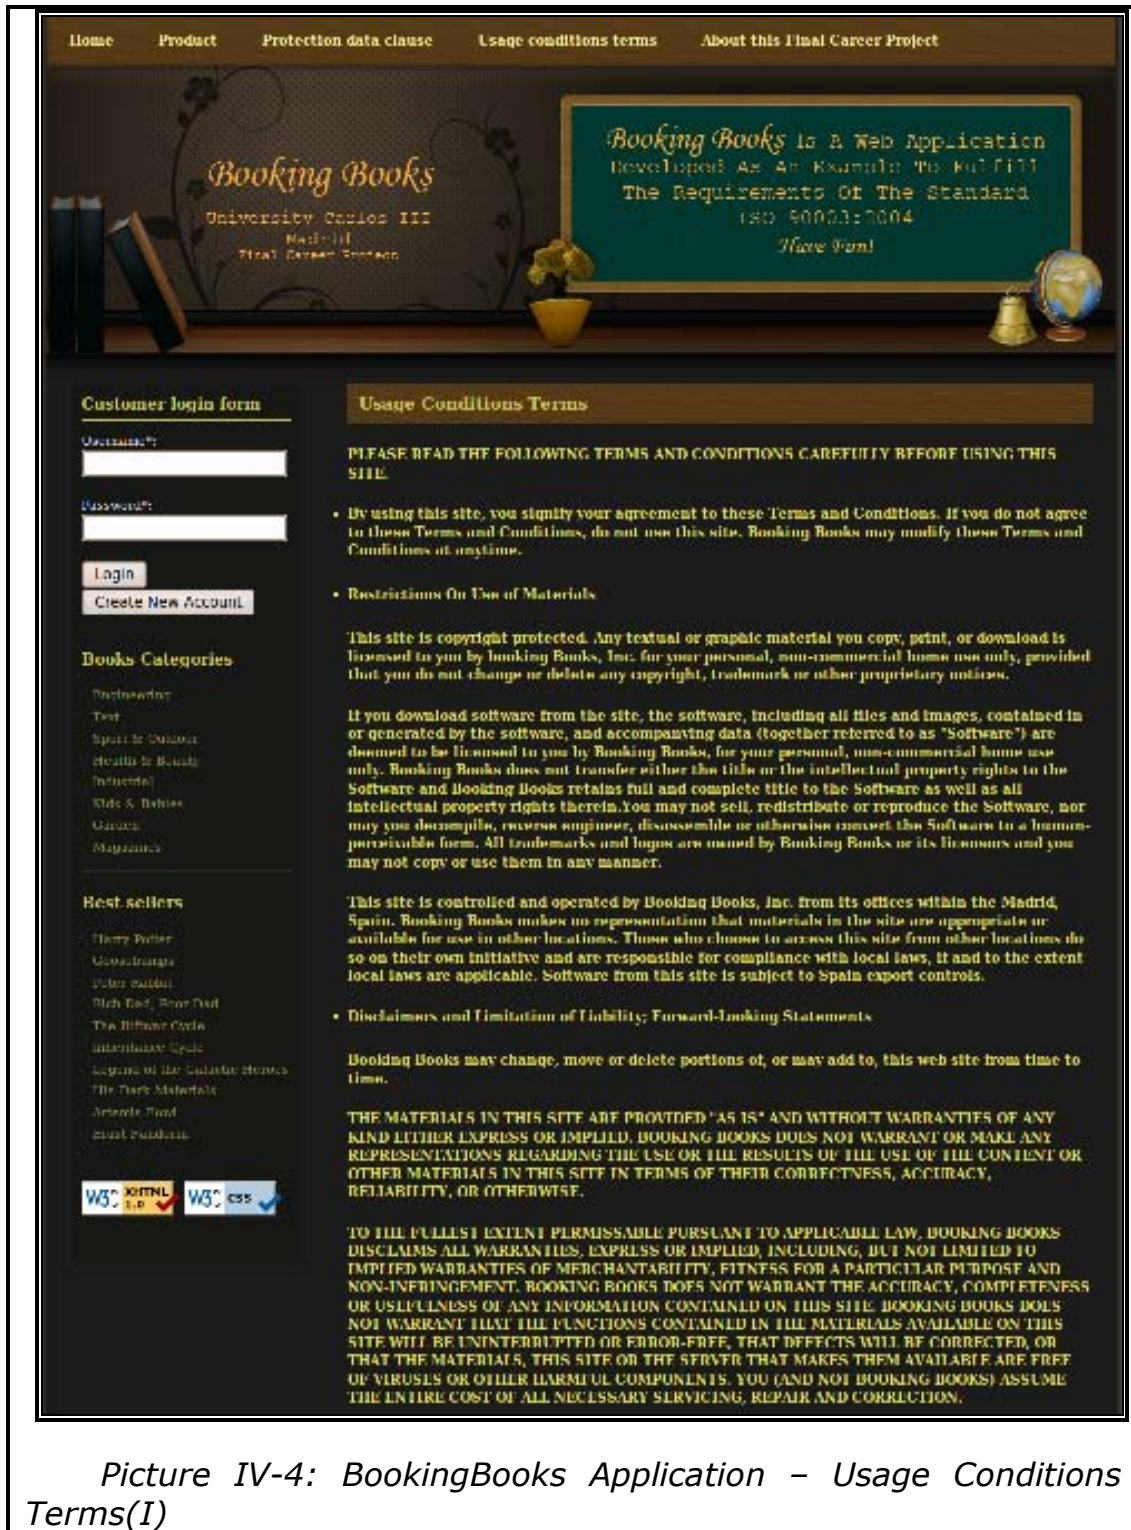 Home Product Protection data clause Usage conditions terms About this Final Career Project
Booking Books
University Carlos III
Madrid
Final Career Project
Booking Books Is A Web Application
Developed As An Example To Fulfill
The Requirements Of The Standard
ISO 90003:2004
Have Fun!
Customer login form
Username*:
Password*:
Login
Create New Account
Books Categories
Engineering
Text
Sport & Outdoor
Health & Beauty
Industrial
Kids & Babies
Garden
Magazines
Best sellers
Harry Potter
Goosebumps
Peter Rabbit
Rich Dad, Poor Dad
The Riftwar Cycle
Inheritance Cycle
Legend of the Galactic Heroes
His Dark Materials
Artemis Fowl
W3C XHTML 1.0
W3C css
Usage Conditions Terms
PLEASE READ THE FOLLOWING TERMS AND CONDITIONS CAREFULLY BEFORE USING THIS
SITE.
• By using this site, you signify your agreement to these Terms and Conditions. If you do not agree
to these Terms and Conditions, do not use this site. Booking Books may modify these Terms and
Conditions at anytime.
• Restrictions On Use of Materials
This site is copyright protected. Any textual or graphic material you copy, print, or download is
licensed to you by booking Books, Inc. for your personal, non-commercial home use only, provided
that you do not change or delete any copyright, trademark or other proprietary notices.
If you download software from the site, the software, including all files and images, contained in
or generated by the software, and accompanying data (together referred to as "Software") are
deemed to be licensed to you by Booking Books, for your personal, non-commercial home use
only. Booking Books does not transfer either the title or the intellectual property rights to the
Software and Booking Books retains full and complete title to the Software as well as all
intellectual property rights therein.You may not sell, redistribute or reproduce the Software, nor
may you decompile, reverse engineer, disassemble or otherwise convert the Software to a human-
perceivable form. All trademarks and logos are owned by Booking Books or its licensors and you
may not copy or use them in any manner.
This site is controlled and operated by Booking Books, Inc. from its offices within the Madrid,
Spain. Booking Books makes no representation that materials in the site are appropriate or
available for use in other locations. Those who choose to access this site from other locations do
so on their own initiative and are responsible for compliance with local laws, if and to the extent
local laws are applicable. Software from this site is subject to Spain export controls.
• Disclaimers and Limitation of Liability; Forward-Looking Statements
Booking Books may change, move or delete portions of, or may add to, this web site from time to
time.
THE MATERIALS IN THIS SITE ARE PROVIDED "AS IS" AND WITHOUT WARRANTIES OF ANY
KIND EITHER EXPRESS OR IMPLIED. BOOKING BOOKS DOES NOT WARRANT OR MAKE ANY
REPRESENTATIONS REGARDING THE USE OR THE RESULTS OF THE USE OF THE CONTENT OR
OTHER MATERIALS IN THIS SITE IN TERMS OF THEIR CORRECTNESS, ACCURACY,
RELIABILITY, OR OTHERWISE.
TO THE FULLEST EXTENT PERMISSABLE PURSUANT TO APPLICABLE LAW, BOOKING BOOKS
DISCLAIMS ALL WARRANTIES, EXPRESS OR IMPLIED, INCLUDING, BUT NOT LIMITED TO
IMPLIED WARRANTIES OF MERCHANTABILITY, FITNESS FOR A PARTICULAR PURPOSE AND
NON-INFRINGEMENT. BOOKING BOOKS DOES NOT WARRANT THE ACCURACY, COMPLETENESS
OR USEFULNESS OF ANY INFORMATION CONTAINED ON THIS SITE. BOOKING BOOKS DOES
NOT WARRANT THAT THE FUNCTIONS CONTAINED IN THE MATERIALS AVAILABLE ON THIS
SITE WILL BE UNINTERRUPTED OR ERROR-FREE, THAT DEFECTS WILL BE CORRECTED, OR
THAT THE MATERIALS, THIS SITE OR THE SERVER THAT MAKES THEM AVAILABLE ARE FREE
OF VIRUSES OR OTHER HARMFUL COMPONENTS. YOU (AND NOT BOOKING BOOKS) ASSUME
THE ENTIRE COST OF ALL NECESSARY SERVICING, REPAIR AND CORRECTION.
Picture IV-4: BookingBooks Application – Usage Conditions
Terms(I)